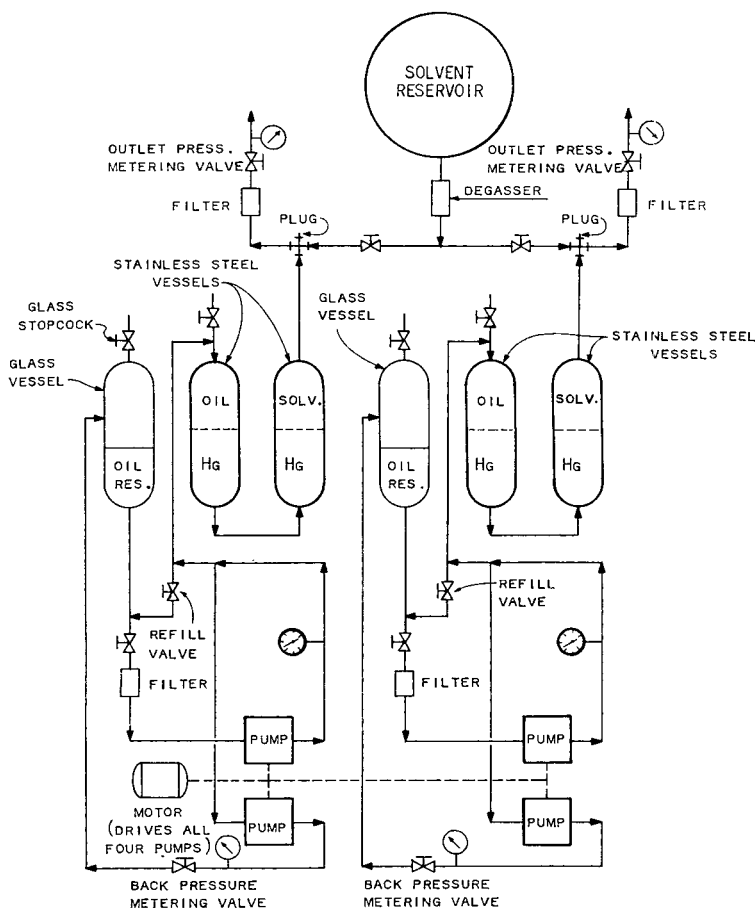 SOLVENT
RESERVOIR
OUTLET PRESS.
METERING VALVE
OUTLET PRESS.
METERING VALVE
DEGASSER
FILTER
PLUG
PLUG
FILTER
STAINLESS STEEL
VESSELS
GLASS
STOPCOCK
GLASS
VESSEL
GLASS
VESSEL
STAINLESS STEEL
VESSELS
OIL
SOLV.
OIL
SOLV.
OIL
RES.
HG
HG
OIL
RES.
HG
HG
REFILL
VALVE
REFILL
VALVE
FILTER
FILTER
PUMP
PUMP
MOTOR
(DRIVES ALL
FOUR PUMPS)
PUMP
PUMP
BACK PRESSURE
METERING VALVE
BACK PRESSURE
METERING VALVE